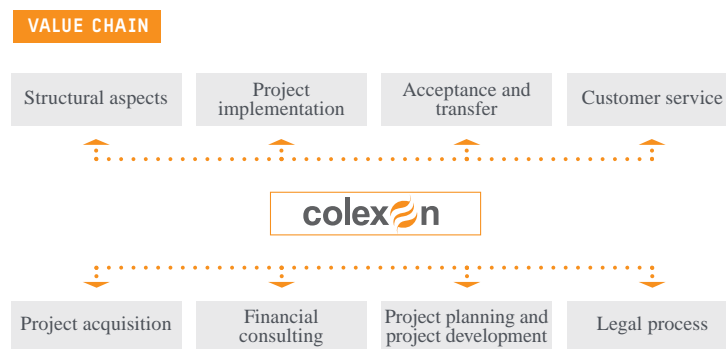 VALUE CHAIN
Structural aspects
Project
implementation
Acceptance and
transfer
Customer service
colexon
Project acquisition
Financial
consulting
Project planning and
project development
Legal process